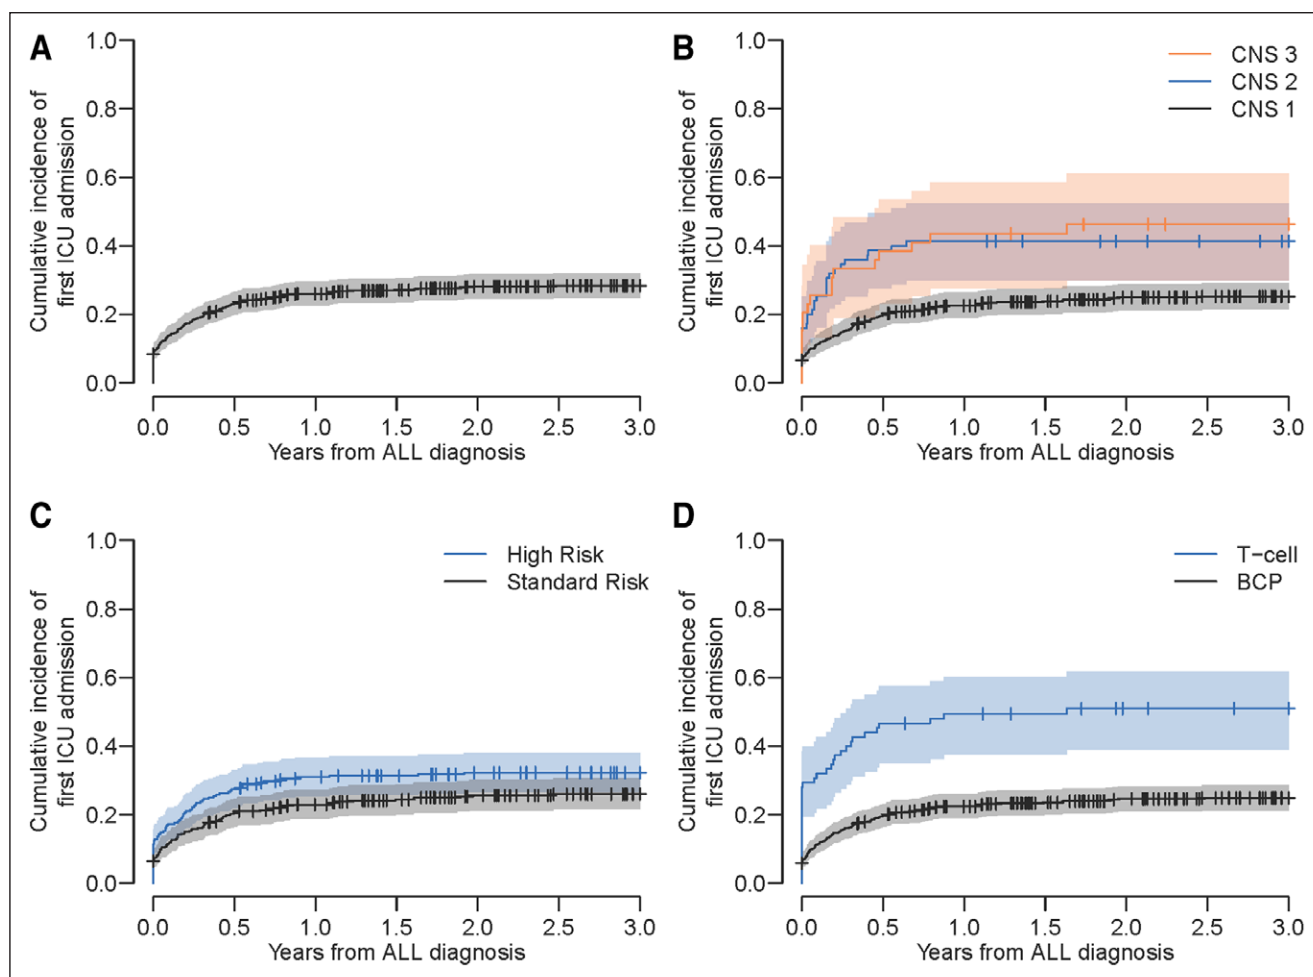 A
Cumulative incidence of
first ICU admission
1.0
0.8
0.6
0.4
0.2
0.0
0.0 0.5 1.0 1.5 2.0 2.5 3.0
Years from ALL diagnosis
B
CNS 3
CNS 2
CNS 1
Cumulative incidence of
first ICU admission
1.0
0.8
0.6
0.4
0.2
0.0
0.0 0.5 1.0 1.5 2.0 2.5 3.0
Years from ALL diagnosis
C
High Risk
Standard Risk
Cumulative incidence of
first ICU admission
1.0
0.8
0.6
0.4
0.2
0.0
0.0 0.5 1.0 1.5 2.0 2.5 3.0
Years from ALL diagnosis
D
T−cell
BCP
Cumulative incidence of
first ICU admission
1.0
0.8
0.6
0.4
0.2
0.0
0.0 0.5 1.0 1.5 2.0 2.5 3.0
Years from ALL diagnosis